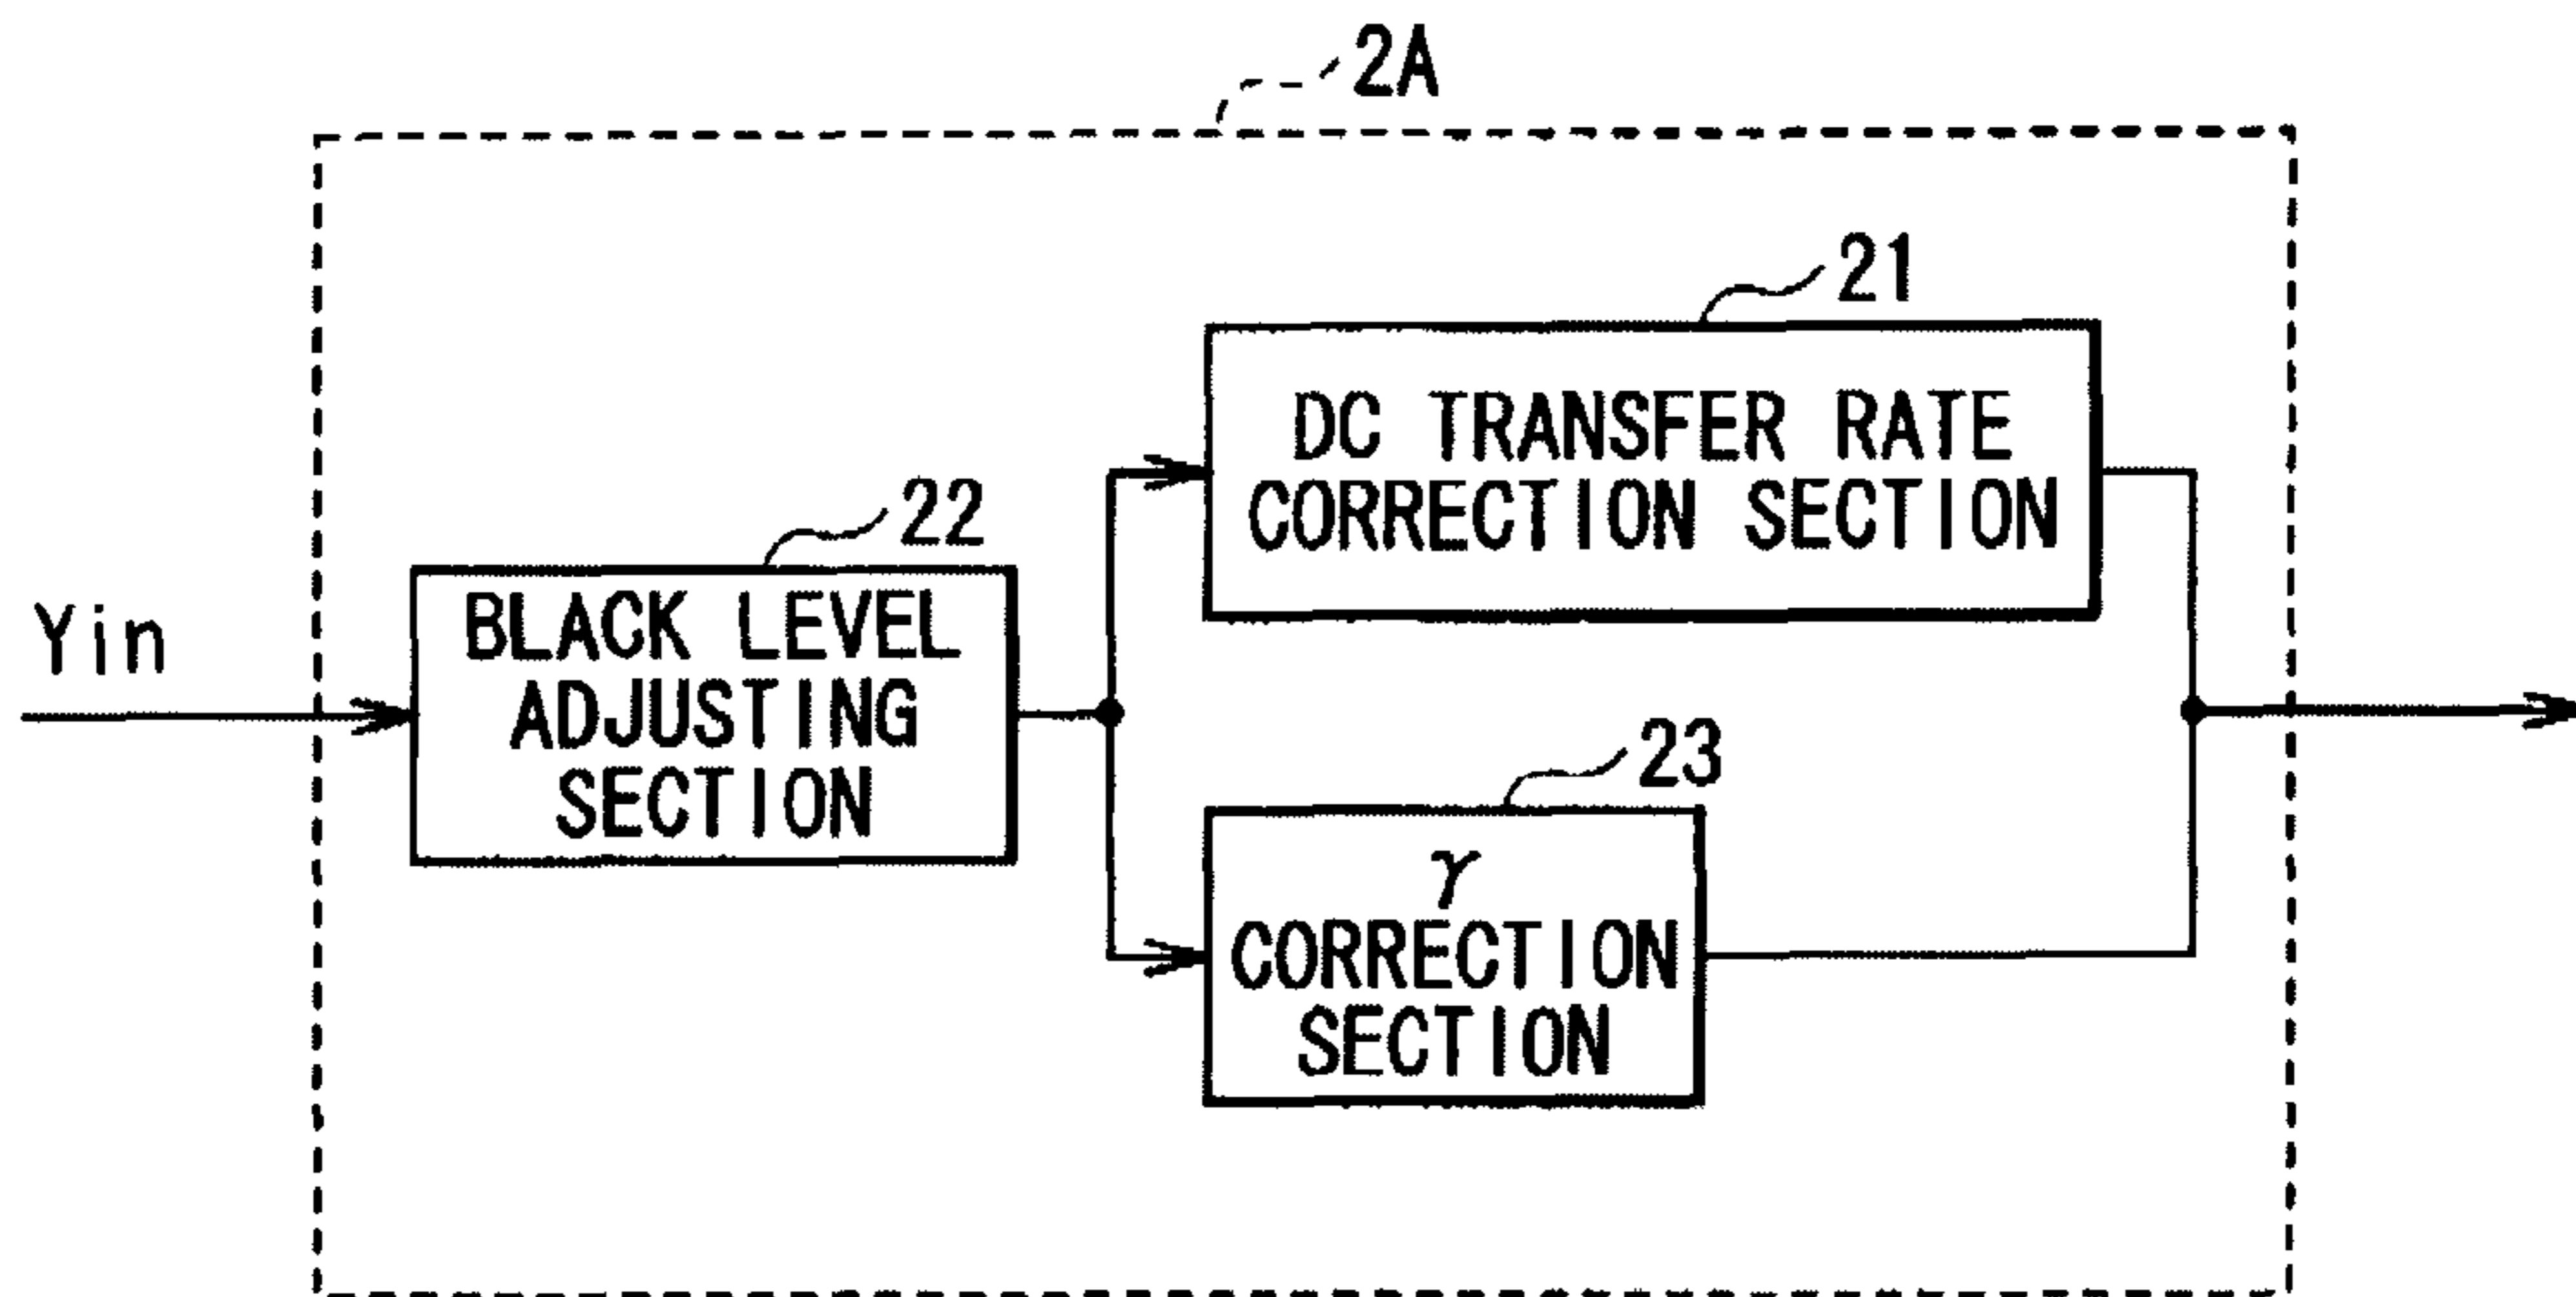 2A
21
DC TRANSFER RATE
CORRECTION SECTION
22
BLACK LEVEL
ADJUSTING
SECTION
Yin
23
γ
CORRECTION
SECTION